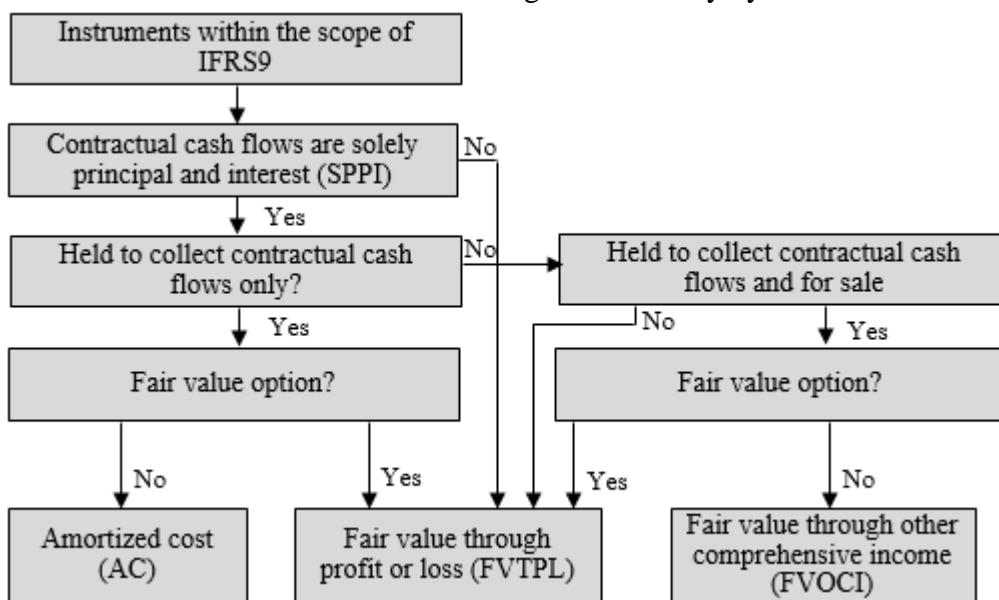 Instruments within the scope of
IFRS9
Contractual cash flows are solely
principal and interest (SPPI)
No
Yes
Held to collect contractual cash
flows only?
No
Held to collect contractual cash
flows and for sale
Yes
No
Yes
Fair value option?
Fair value option?
No
Yes
Yes
No
Amortized cost
(AC)
Fair value through
profit or loss (FVTPL)
Fair value through other
comprehensive income
(FVOCI)